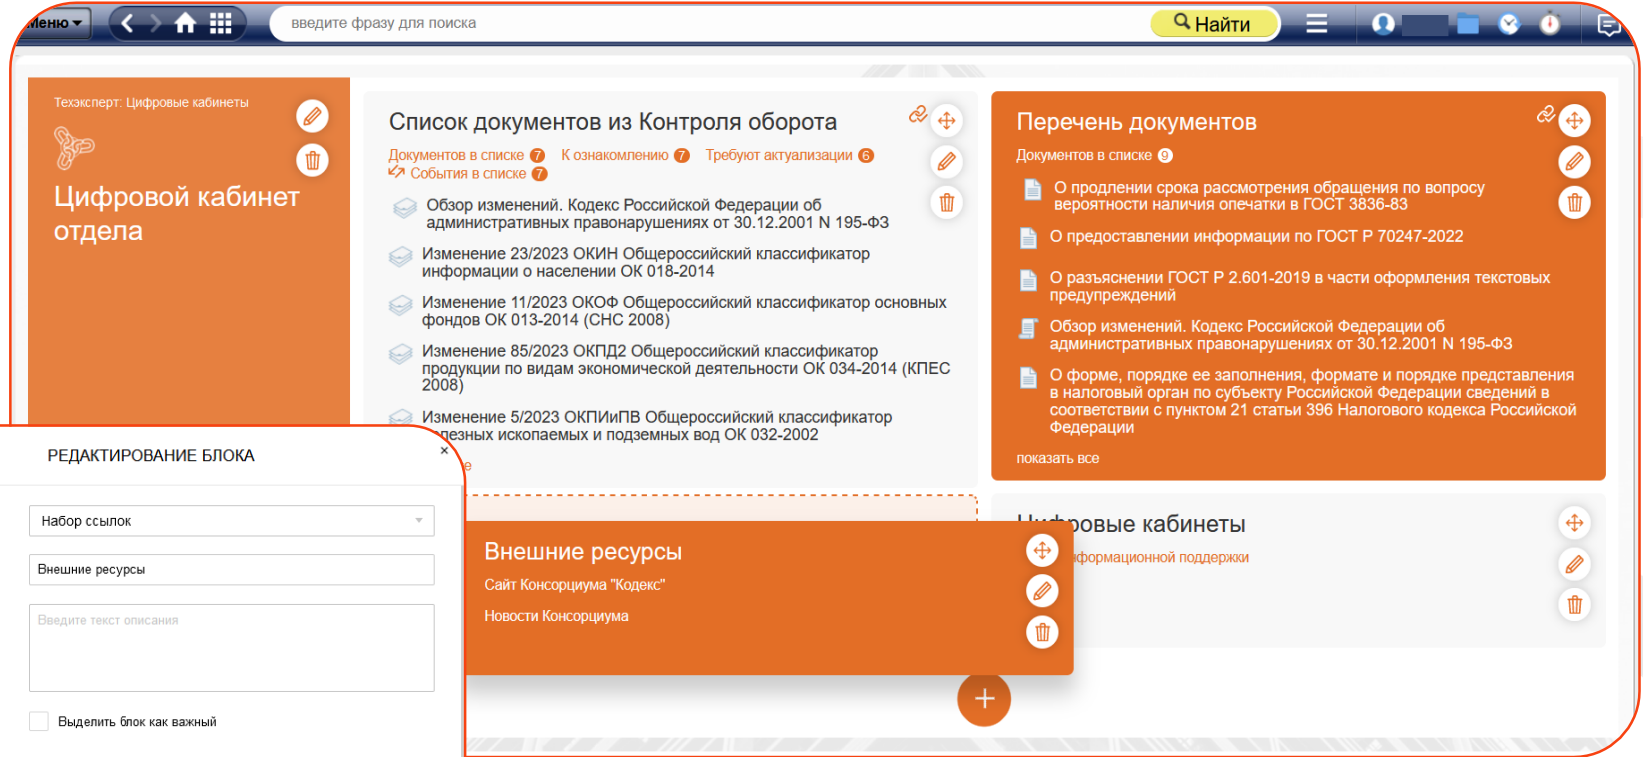 Меню
введите фразу для поиска
Найти
Техэксперт: Цифровые кабинеты
Цифровой кабинет
отдела
Список документов из Контроля оборота
Документов в списке 7 К ознакомлению 7 Требуют актуализации 6
События в списке 7
Обзор изменений. Кодекс Российской Федерации об
административных правонарушениях от 30.12.2001 N 195-ФЗ
Изменение 23/2023 ОКИН Общероссийский классификатор
информации о населении ОК 018-2014
Изменение 11/2023 ОКОФ Общероссийский классификатор основных
фондов ОК 013-2014 (СНС 2008)
Изменение 85/2023 ОКПД2 Общероссийский классификатор
продукции по видам экономической деятельности ОК 034-2014 (КПЕС
2008)
Изменение 5/2023 ОКПИиПВ Общероссийский классификатор
полезных ископаемых и подземных вод ОК 032-2002
Перечень документов
Документов в списке 9
О продлении срока рассмотрения обращения по вопросу
вероятности наличия опечатки в ГОСТ 3836-83
О предоставлении информации по ГОСТ Р 70247-2022
О разъяснении ГОСТ Р 2.601-2019 в части оформления текстовых
предупреждений
Обзор изменений. Кодекс Российской Федерации об
административных правонарушениях от 30.12.2001 N 195-ФЗ
О форме, порядке ее заполнения, формате и порядке представления
в налоговый орган по субъекту Российской Федерации сведений в
соответствии с пунктом 21 статьи 396 Налогового кодекса Российской
Федерации
показать все
Цифровые кабинеты
информационной поддержки
Внешние ресурсы
Сайт Консорциума "Кодекс"
Новости Консорциума
РЕДАКТИРОВАНИЕ БЛОКА
Набор ссылок
Внешние ресурсы
Введите текст описания
Выделить блок как важный